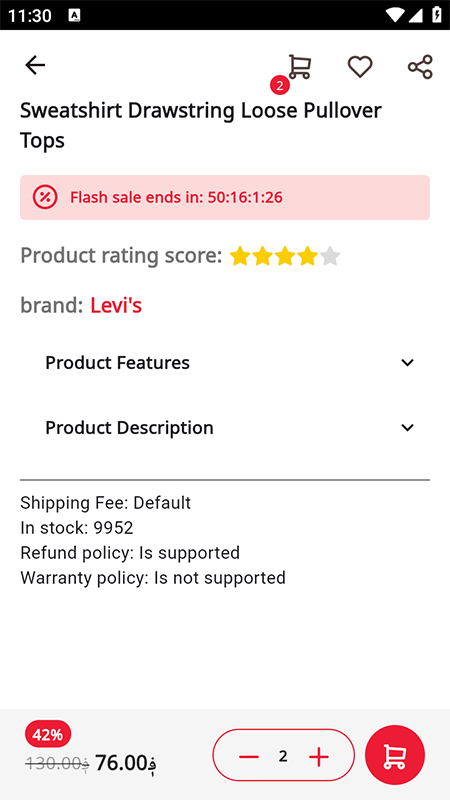 11:30
2
Sweatshirt Drawstring Loose Pullover
Tops
Flash sale ends in: 50:16:1:26
Product rating score:
brand: Levi's
Product Features
Product Description
Shipping Fee: Default
In stock: 9952
Refund policy: Is supported
Warranty policy: Is not supported
42%
130.00؋ 76.00؋
2